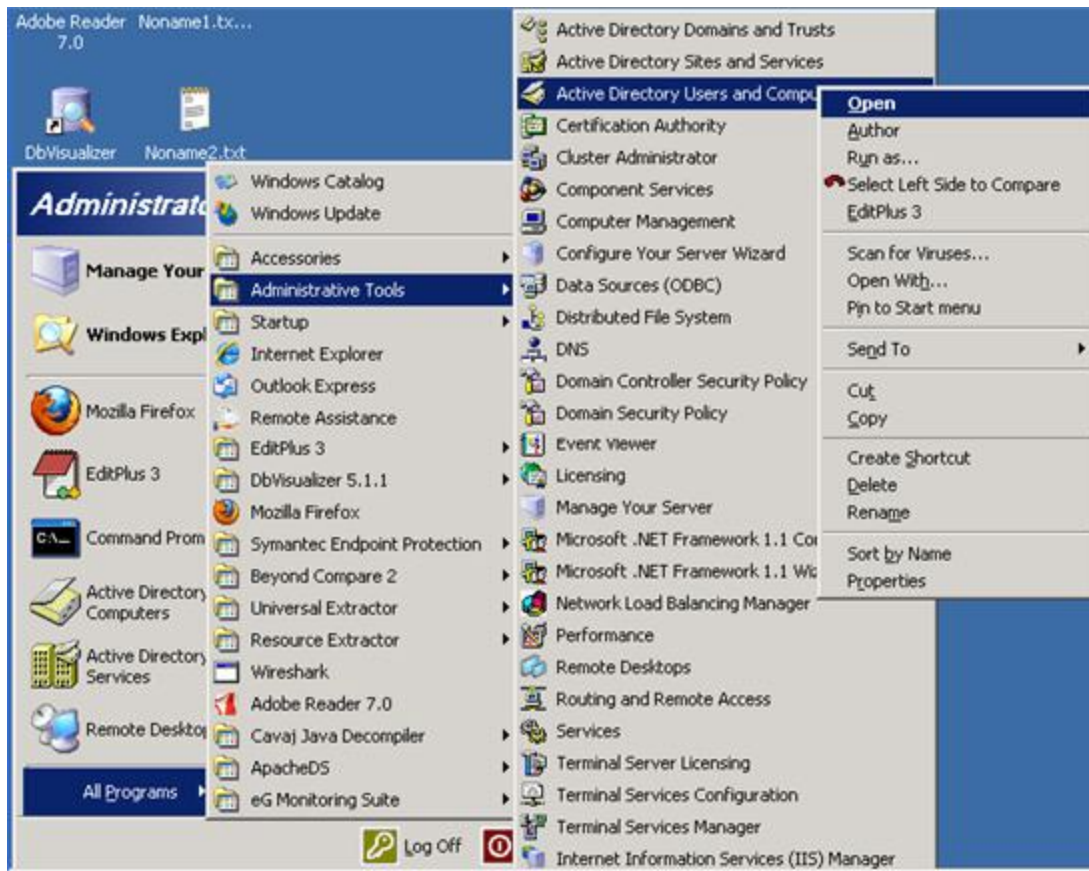 Adobe Reader
7.0
Noname1.tx...
DbVisualizer
Noname2.txt
Administrato
Manage Your
Windows Expl
Mozilla Firefox
EditPlus 3
Command Prom
Active Directory
Computers
Active Directory
Services
Remote Desktop
All Programs
Log Off
Windows Catalog
Windows Update
Accessories
Administrative Tools
Startup
Internet Explorer
Outlook Express
Remote Assistance
EditPlus 3
DbVisualizer 5.1.1
Mozilla Firefox
Symantec Endpoint Protection
Beyond Compare 2
Universal Extractor
Resource Extractor
Wireshark
Adobe Reader 7.0
Cavaj Java Decompiler
ApacheDS
eG Monitoring Suite
Active Directory Domains and Trusts
Active Directory Sites and Services
Active Directory Users and Compu
Certification Authority
Cluster Administrator
Component Services
Computer Management
Configure Your Server Wizard
Data Sources (ODBC)
Distributed File System
DNS
Domain Controller Security Policy
Domain Security Policy
Event Viewer
Licensing
Manage Your Server
Microsoft .NET Framework 1.1 Co
Microsoft .NET Framework 1.1 Wiz
Network Load Balancing Manager
Performance
Remote Desktops
Routing and Remote Access
Services
Terminal Server Licensing
Terminal Services Configuration
Terminal Services Manager
Internet Information Services (IIS) Manager
Open
Author
Run as...
Select Left Side to Compare
EditPlus 3
Scan for Viruses...
Open With...
Pin to Start menu
Send To
Cut
Copy
Create Shortcut
Delete
Rename
Sort by Name
Properties